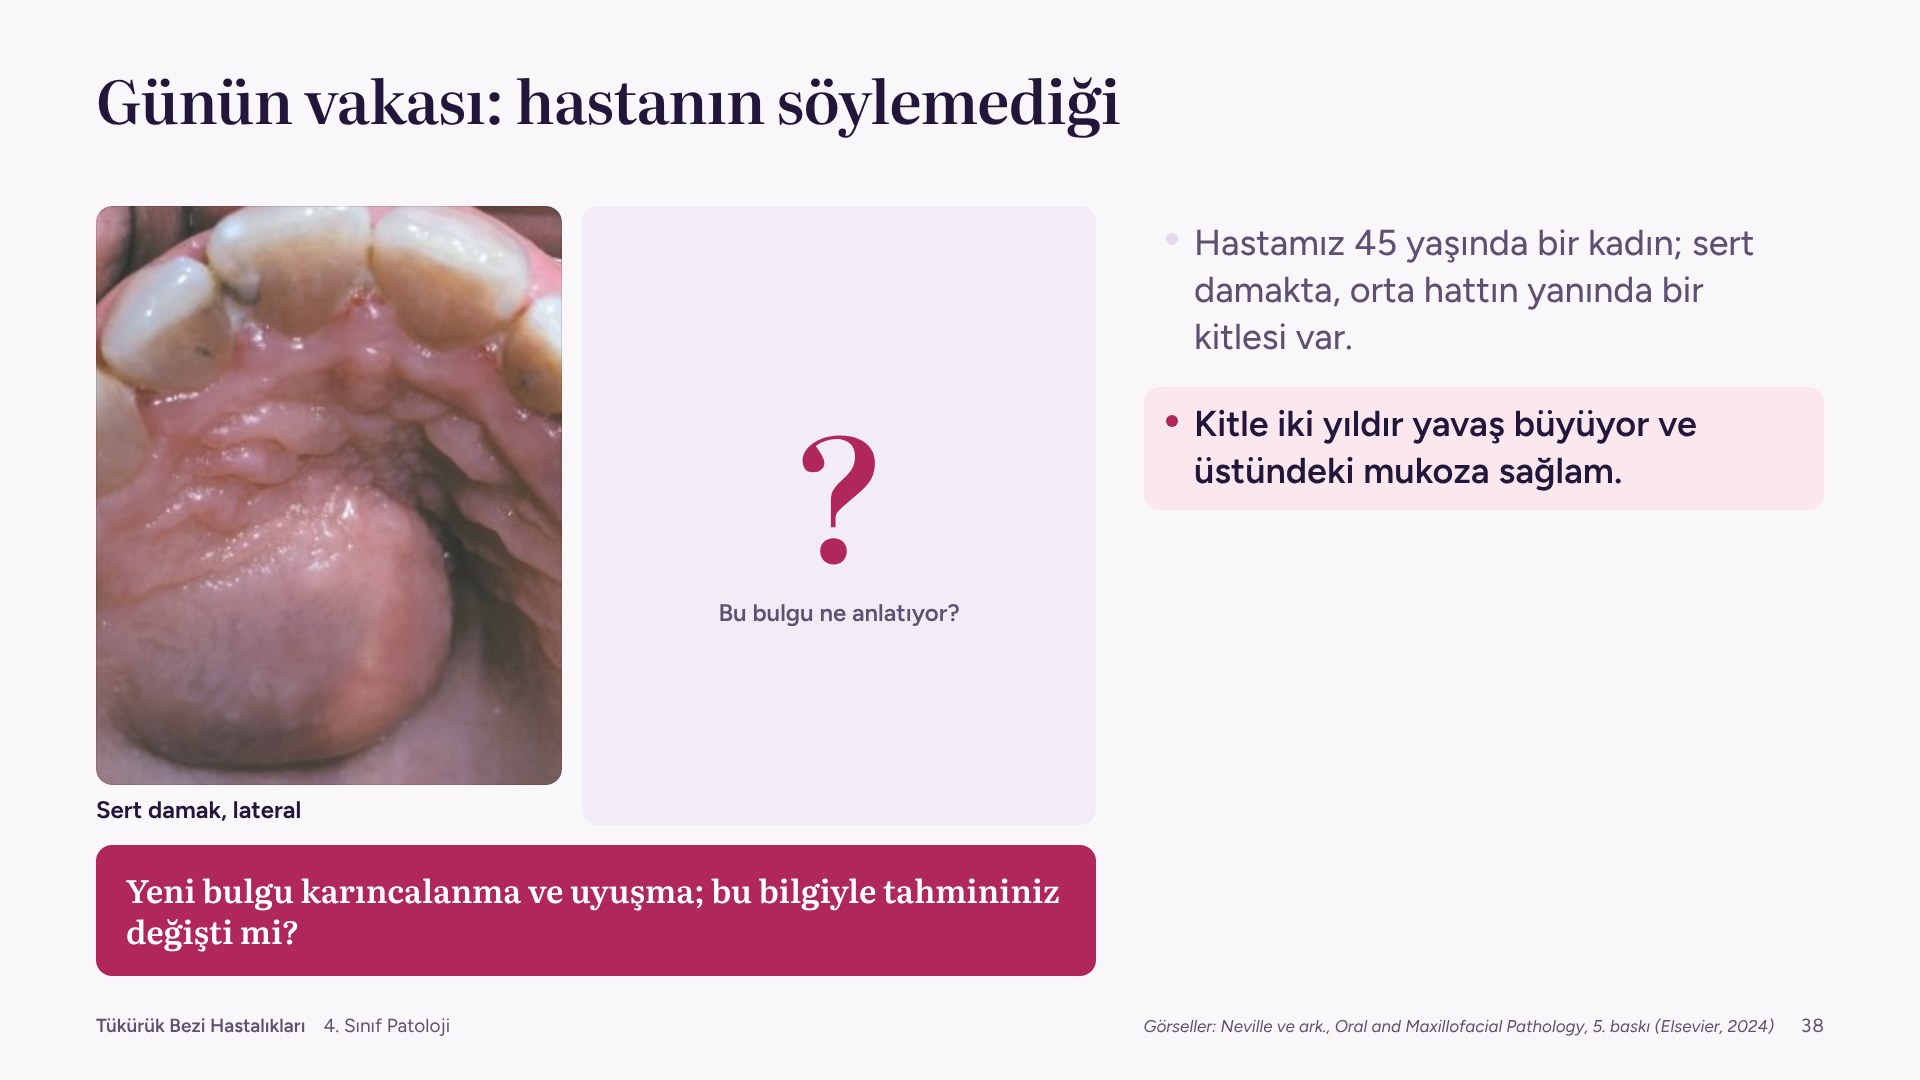 Günün vakası: hastanın söylemediği
Sert damak, lateral
?
Bu bulgu ne anlatıyor?
Yeni bulgu karıncalanma ve uyuşma; bu bilgiyle tahmininiz
değişti mi?
Hastamız 45 yaşında bir kadın; sert
damakta, orta hattın yanında bir
kitlesi var.
Kitle iki yıldır yavaş büyüyor ve
üstündeki mukoza sağlam.
Tükürük Bezi Hastalıkları 4. Sınıf Patoloji
Görseller: Neville ve ark., Oral and Maxillofacial Pathology, 5. baskı (Elsevier, 2024) 38